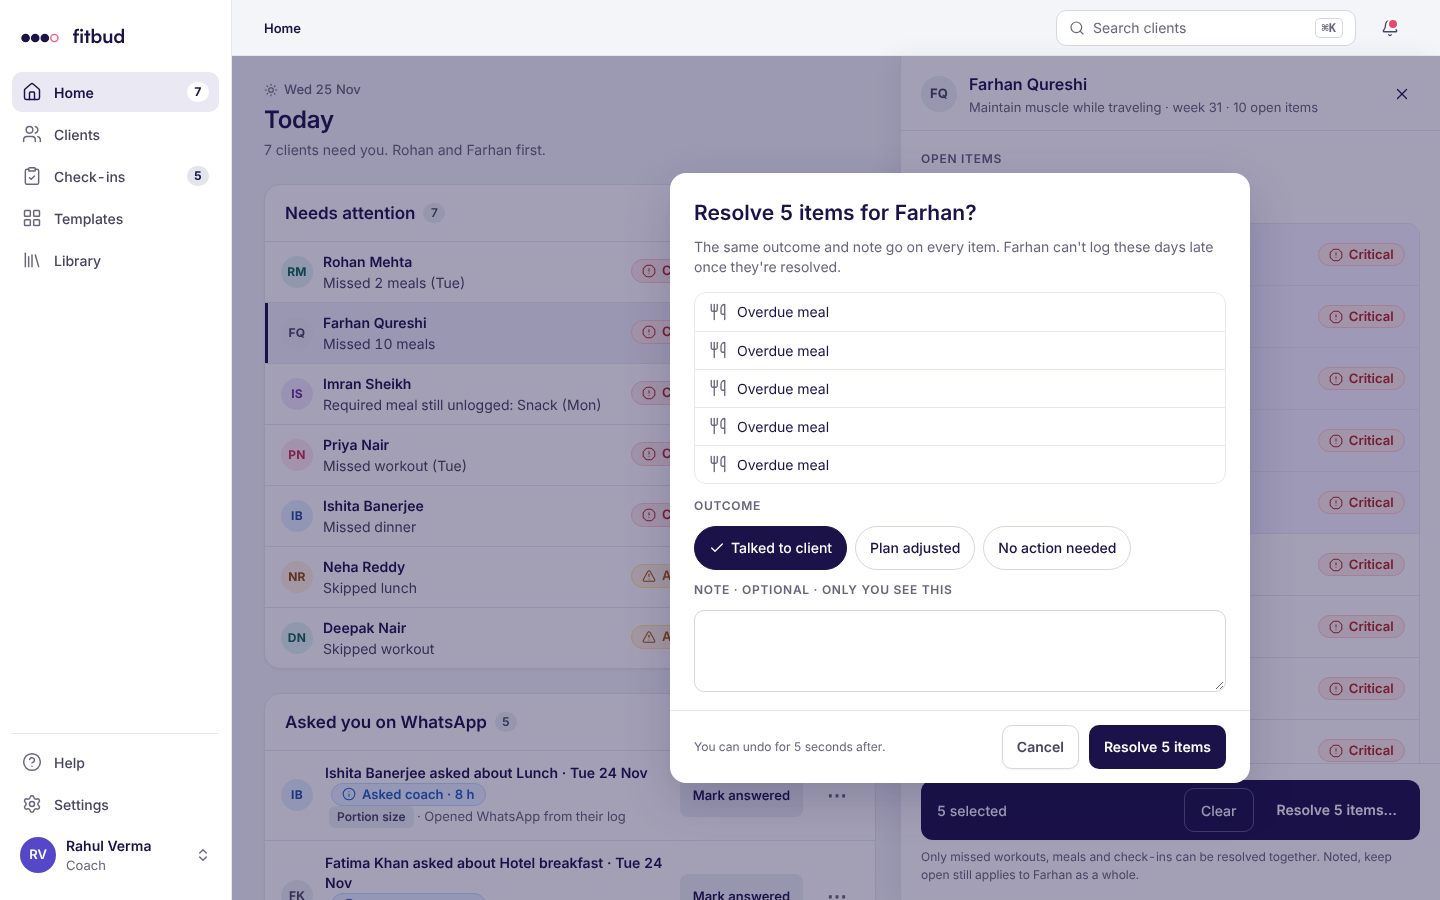 fitbud
Home 7
Clients
Check-ins 5
Templates
Library
Help
Settings
RV
Rahul Verma
Coach
Home
Search clients ⌘K
Wed 25 Nov
Today
7 clients need you. Rohan and Farhan first.
Needs attention 7
RM
Rohan Mehta
Missed 2 meals (Tue)
FQ
Farhan Qureshi
Missed 10 meals
IS
Imran Sheikh
Required meal still unlogged: Snack (Mon)
PN
Priya Nair
Missed workout (Tue)
IB
Ishita Banerjee
Missed dinner
NR
Neha Reddy
Skipped lunch
DN
Deepak Nair
Skipped workout
Asked you on WhatsApp 5
IB
Ishita Banerjee asked about Lunch · Tue 24 Nov
Asked coach · 8 h
Portion size · Opened WhatsApp from their log
Mark answered
FK
Fatima Khan asked about Hotel breakfast · Tue 24
Nov
Mark answered
FQ
Farhan Qureshi
Maintain muscle while traveling · week 31 · 10 open items
OPEN ITEMS
Critical
Critical
Critical
Critical
Critical
Critical
Critical
Critical
Critical
5 selected
Clear
Resolve 5 items...
Only missed workouts, meals and check-ins can be resolved together. Noted, keep
open still applies to Farhan as a whole.
Resolve 5 items for Farhan?
The same outcome and note go on every item. Farhan can't log these days late
once they're resolved.
Overdue meal
Overdue meal
Overdue meal
Overdue meal
Overdue meal
OUTCOME
Talked to client
Plan adjusted
No action needed
NOTE · OPTIONAL · ONLY YOU SEE THIS
You can undo for 5 seconds after.
Cancel
Resolve 5 items